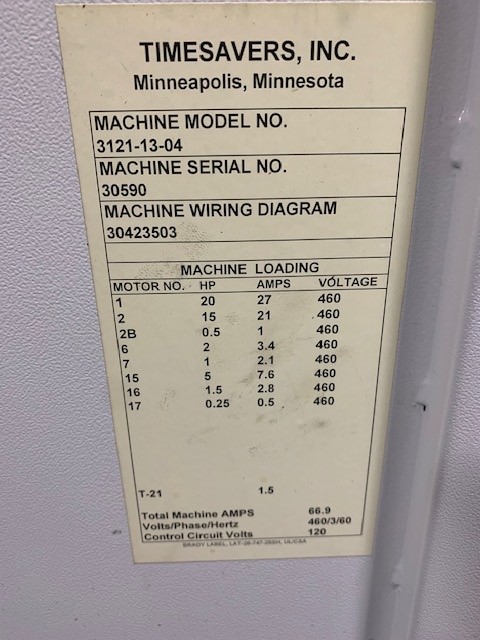 TIMESAVERS, INC.
Minneapolis, Minnesota
MACHINE MODEL NO.
3121-13-04
MACHINE SERIAL NO.
30590
MACHINE WIRING DIAGRAM
30423503
MACHINE LOADING
MOTOR NO. HP AMPS VOLTAGE
1 20 27 460
2 15 21 460
2B 0.5 1 460
6 2 3.4 460
7 1 2.1 460
15 5 7.6 460
16 1.5 2.8 460
17 0.25 0.5 460
T-21 1.5
Total Machine AMPS 66.9
Volts/Phase/Hertz 460/3/60
Control Circuit Volts 120
BRADY LABEL, UL/CSA